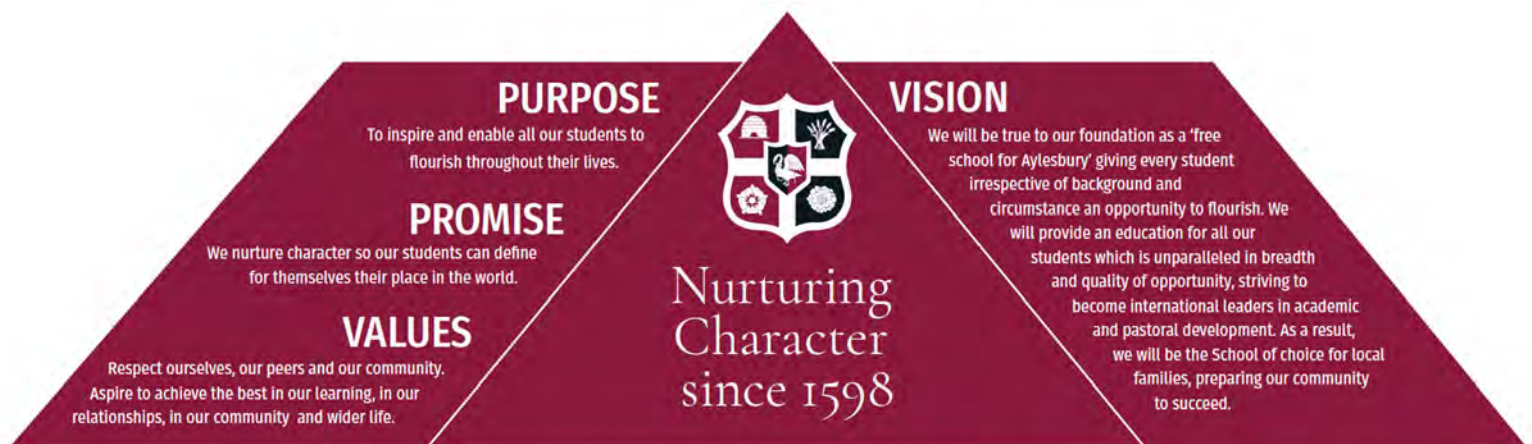 PURPOSE
To inspire and enable all our students to
flourish throughout their lives.
PROMISE
We nurture character so our students can define
for themselves their place in the world.
VALUES
Respect ourselves, our peers and our community.
Aspire to achieve the best in our learning, in our
relationships, in our community and wider life.
Nurturing
Character
since 1598
VISION
We will be true to our foundation as a ‘free
school for Aylesbury’ giving every student
irrespective of background and
circumstance an opportunity to flourish. We
will provide an education for all our
students which is unparalleled in breadth
and quality of opportunity, striving to
become international leaders in academic
and pastoral development. As a result,
we will be the School of choice for local
families, preparing our community
to succeed.